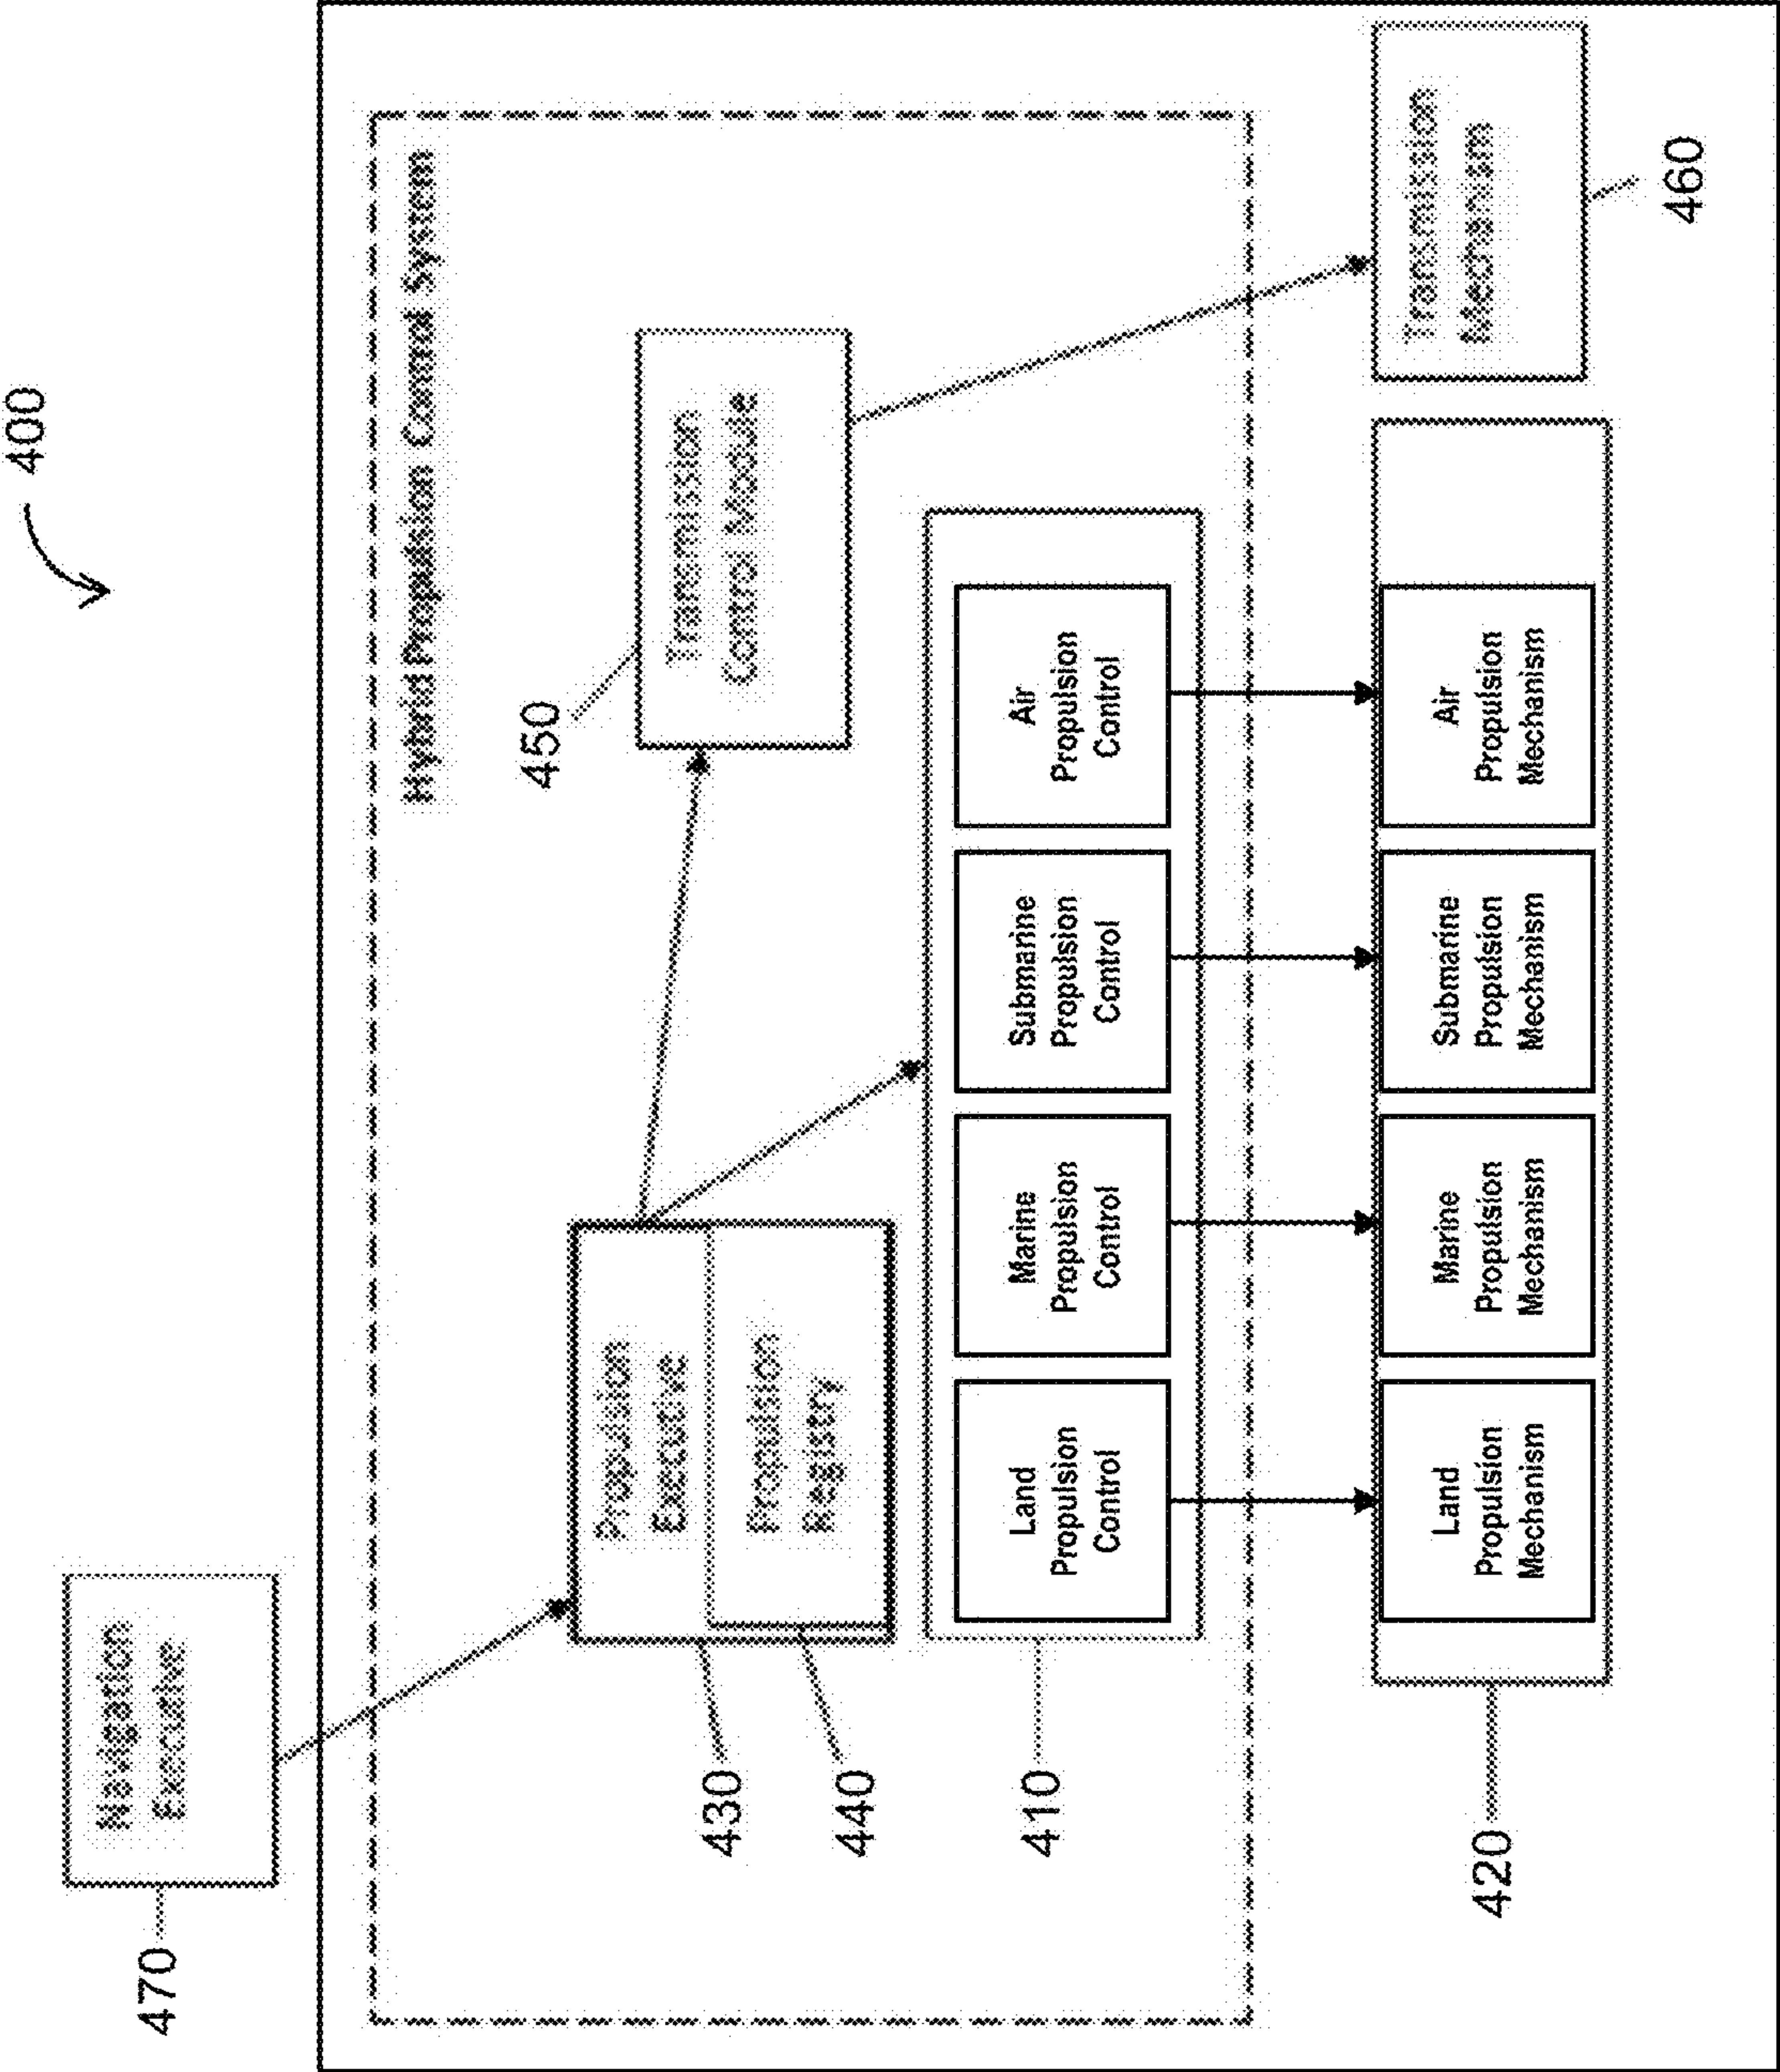 400
470
Navigation
Executive
Hybrid Propulsion Control System
430
Propulsion
Executive
440
Propulsion
Registry
450
Transmission
Control Module
410
Land
Propulsion
Control
Marine
Propulsion
Control
Submarine
Propulsion
Control
Air
Propulsion
Control
420
Land
Propulsion
Mechanism
Marine
Propulsion
Mechanism
Submarine
Propulsion
Mechanism
Air
Propulsion
Mechanism
Transmission
Mechanism
460